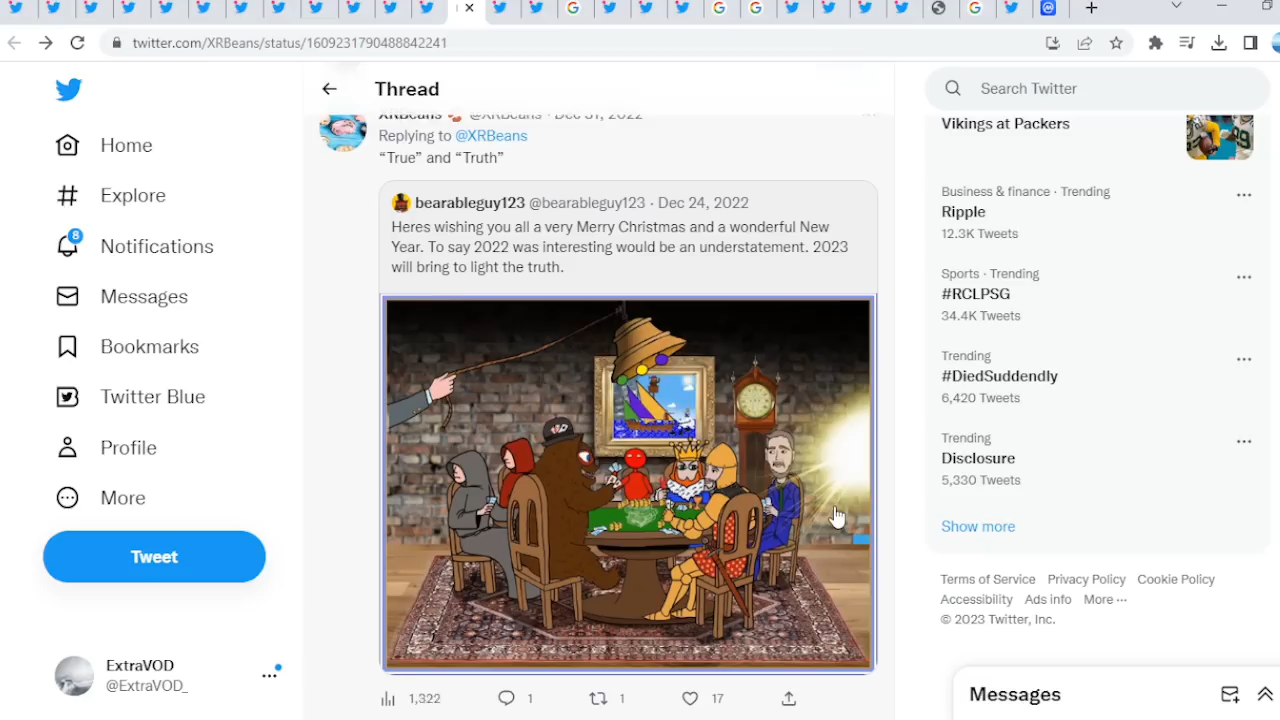 twitter.com/XRBeans/status/1609231790488842241
Thread
Search Twitter
Home
Explore
8
Notifications
Messages
Bookmarks
Twitter Blue
Profile
More
Tweet
ExtraVOD
@ExtraVOD_
XRBeans @XRBeans · Dec 31, 2022
Replying to @XRBeans
“True” and “Truth”
bearableguy123 @bearableguy123 · Dec 24, 2022
Heres wishing you all a very Merry Christmas and a wonderful New
Year. To say 2022 was interesting would be an understatement. 2023
will bring to light the truth.
1,322
1
1
17
Vikings at Packers
Business & finance · Trending
Ripple
12.3K Tweets
Sports · Trending
#RCLPSG
34.4K Tweets
Trending
#DiedSuddenly
6,420 Tweets
Trending
Disclosure
5,330 Tweets
Show more
Terms of Service Privacy Policy Cookie Policy
Accessibility Ads info More ···
© 2023 Twitter, Inc.
Messages